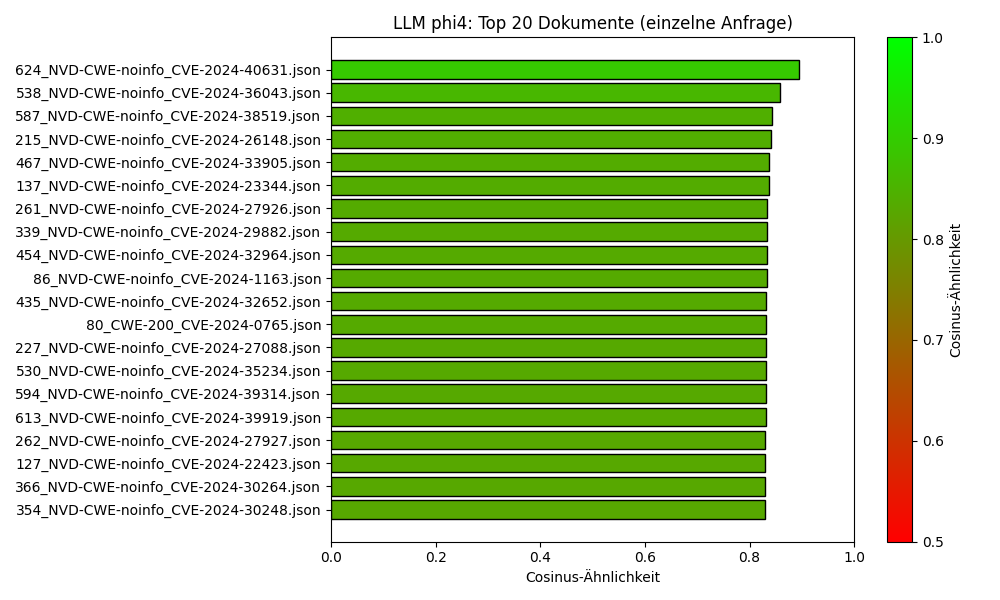 LLM phi4: Top 20 Dokumente (einzelne Anfrage)
624_NVD-CWE-noinfo_CVE-2024-40631.json
538_NVD-CWE-noinfo_CVE-2024-36043.json
587_NVD-CWE-noinfo_CVE-2024-38519.json
215_NVD-CWE-noinfo_CVE-2024-26148.json
467_NVD-CWE-noinfo_CVE-2024-33905.json
137_NVD-CWE-noinfo_CVE-2024-23344.json
261_NVD-CWE-noinfo_CVE-2024-27926.json
339_NVD-CWE-noinfo_CVE-2024-29882.json
454_NVD-CWE-noinfo_CVE-2024-32964.json
86_NVD-CWE-noinfo_CVE-2024-1163.json
435_NVD-CWE-noinfo_CVE-2024-32652.json
80_CWE-200_CVE-2024-0765.json
227_NVD-CWE-noinfo_CVE-2024-27088.json
530_NVD-CWE-noinfo_CVE-2024-35234.json
594_NVD-CWE-noinfo_CVE-2024-39314.json
613_NVD-CWE-noinfo_CVE-2024-39919.json
262_NVD-CWE-noinfo_CVE-2024-27927.json
127_NVD-CWE-noinfo_CVE-2024-22423.json
366_NVD-CWE-noinfo_CVE-2024-30264.json
354_NVD-CWE-noinfo_CVE-2024-30248.json
0.0 0.2 0.4 0.6 0.8 1.0
Cosinus-Ähnlichkeit
1.0
0.9
0.8
0.7
0.6
0.5
Cosinus-Ähnlichkeit